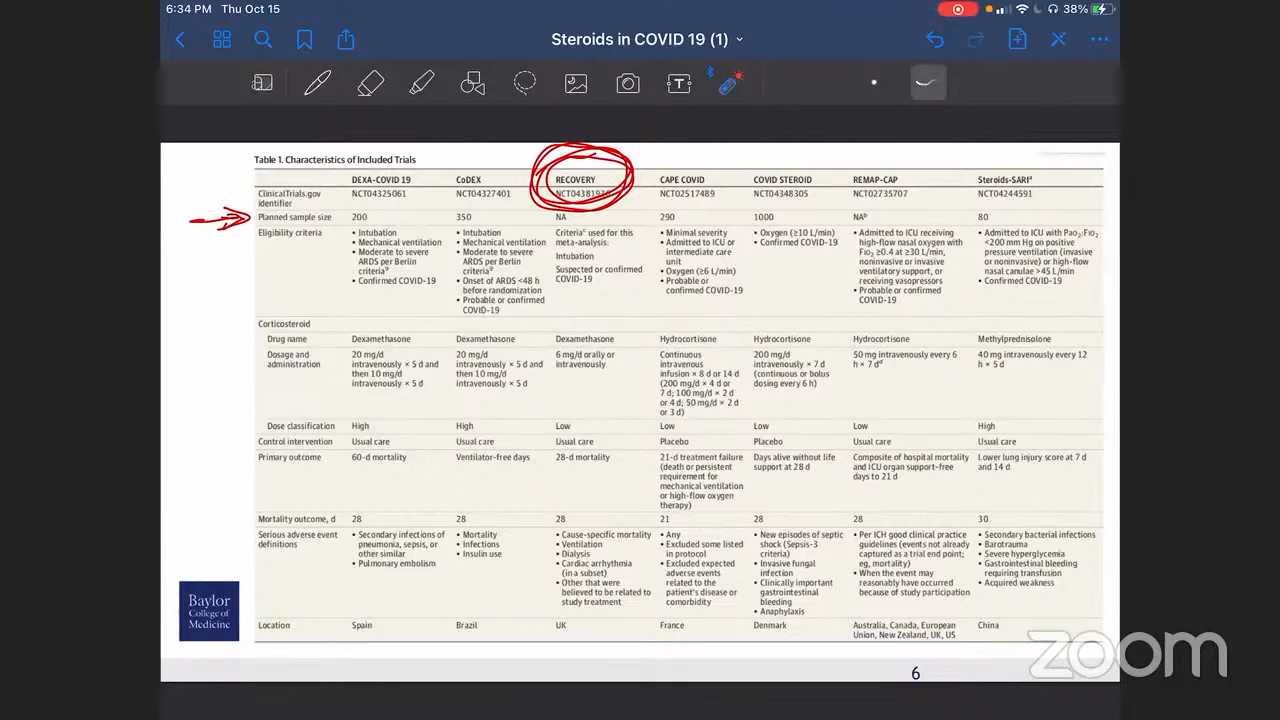 6:34 PM Thu Oct 15
38%
Steroids in COVID 19 (1)
Table 1. Characteristics of Included Trials
DEXA-COVID 19 CoDEX RECOVERY CAPE COVID COVID STEROID REMAP-CAP Steroids-SARIᵃ
ClinicalTrials.gov identifier NCT04325061 NCT04327401 NCT02517489 NCT04348305 NCT02735707 NCT04244591
Planned sample size 200 350 NA 290 1000 NAᵇ 80
Eligibility criteria
• Intubation
• Mechanical ventilation
• Moderate to severe
ARDS per Berlin
criteria⁹
• Confirmed COVID-19
• Intubation
• Mechanical ventilation
• Moderate to severe
ARDS per Berlin
criteria⁹
• Onset of ARDS <48 h
before randomization
• Probable or confirmed
COVID-19
Criteriaᶜ used for this
meta-analysis:
Intubation
Suspected or confirmed
COVID-19
• Minimal severity
• Admitted to ICU or
intermediate care
unit
• Oxygen (≥6 L/min)
• Probable or
confirmed COVID-19
• Oxygen (≥10 L/min)
• Confirmed COVID-19
• Admitted to ICU receiving
high-flow nasal oxygen with
FIO₂ ≥0.4 at ≥30 L/min,
noninvasive or invasive
ventilatory support, or
receiving vasopressors
• Probable or confirmed
COVID-19
• Admitted to ICU with PaO₂:FIO₂
<200 mm Hg on positive
pressure ventilation (invasive
or noninvasive) or high-flow
nasal canulae >45 L/min
• Confirmed COVID-19
Corticosteroid
Drug name Dexamethasone Dexamethasone Dexamethasone Hydrocortisone Hydrocortisone Hydrocortisone Methylprednisolone
Dosage and
administration
20 mg/d
intravenously × 5 d and
then 10 mg/d
intravenously × 5 d
20 mg/d
intravenously × 5 d and
then 10 mg/d
intravenously × 5 d
6 mg/d orally or
intravenously
Continuous
intravenous
infusion × 8 d or 14 d
(200 mg/d × 4 d or
7 d; 100 mg/d × 2 d
or 4 d; 50 mg/d × 2 d
or 3 d)
200 mg/d
intravenously × 7 d
(continuous or bolus
dosing every 6 h)
50 mg intravenously every 6
h × 7 dᵈ
40 mg intravenously every 12
h × 5 d
Dose classification High High Low Low Low Low High
Control intervention Usual care Usual care Usual care Placebo Placebo Usual care Usual care
Primary outcome
60-d mortality
Ventilator-free days
28-d mortality
21-d treatment failure
(death or persistent
requirement for
mechanical ventilation
or high-flow oxygen
therapy)
Days alive without life
support at 28 d
Composite of hospital mortality
and ICU organ support-free
days to 21 d
Lower lung injury score at 7 d
and 14 d
Mortality outcome, d 28 28 28 21 28 28 30
Serious adverse event
definitions
• Secondary infections of
pneumonia, sepsis, or
other similar
• Pulmonary embolism
• Mortality
• Infections
• Insulin use
• Cause-specific mortality
• Ventilation
• Dialysis
• Cardiac arrhythmia
(in a subset)
• Other that were
believed to be related to
study treatment
• Any
• Excluded some listed
in protocol
• Excluded expected
adverse events
related to the
patient's disease or
comorbidity
• New episodes of septic
shock (Sepsis-3
criteria)
• Invasive fungal
infection
• Clinically important
gastrointestinal
bleeding
• Anaphylaxis
• Per ICH good clinical practice
guidelines (events not already
captured as a trial end point;
eg, mortality)
• When the event may
reasonably have occurred
because of study participation
• Secondary bacterial infections
• Barotrauma
• Severe hyperglycemia
• Gastrointestinal bleeding
requiring transfusion
• Acquired weakness
Location Spain Brazil UK France Denmark Australia, Canada, European China
Union, New Zealand, UK, US
Baylor
College of
Medicine
6
zoom